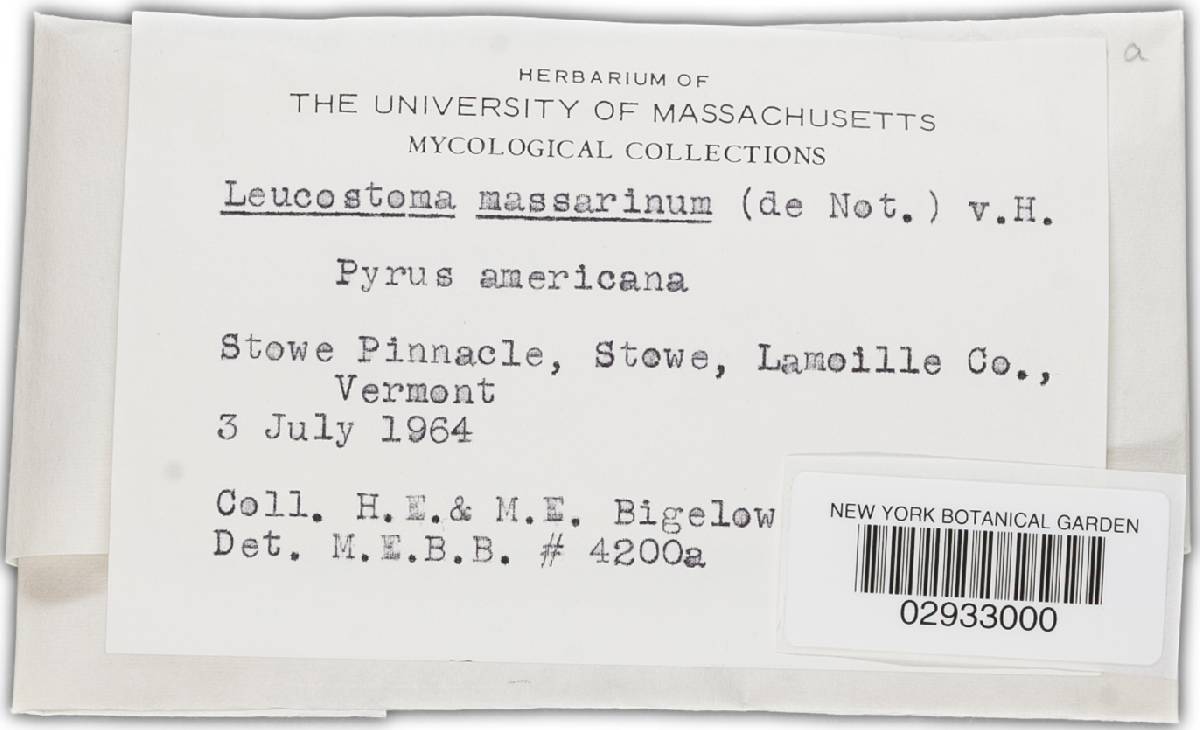 a
HERBARIUM OF
THE UNIVERSITY OF MASSACHUSETTS
MYCOLOGICAL COLLECTIONS
Leucostoma massarinum (de Not.) v.H.
Pyrus americana
Stowe Pinnacle, Stowe, Lamoille Co.,
Vermont
3 July 1964
Coll. H.E.& M.E. Bigelow
Det. M.E.B.B. # 4200a
NEW YORK BOTANICAL GARDEN
02933000